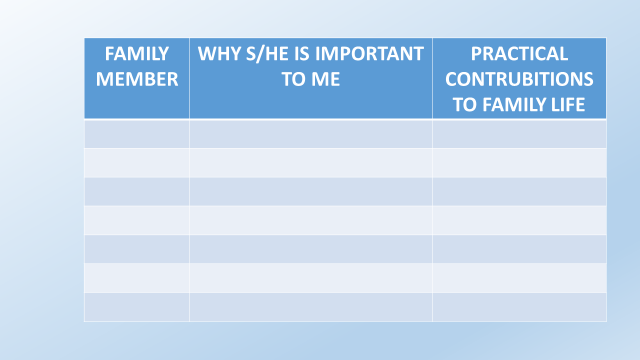 FAMILY
MEMBER
WHY S/HE IS IMPORTANT
TO ME
PRACTICAL
CONTRUBITIONS
TO FAMILY LIFE